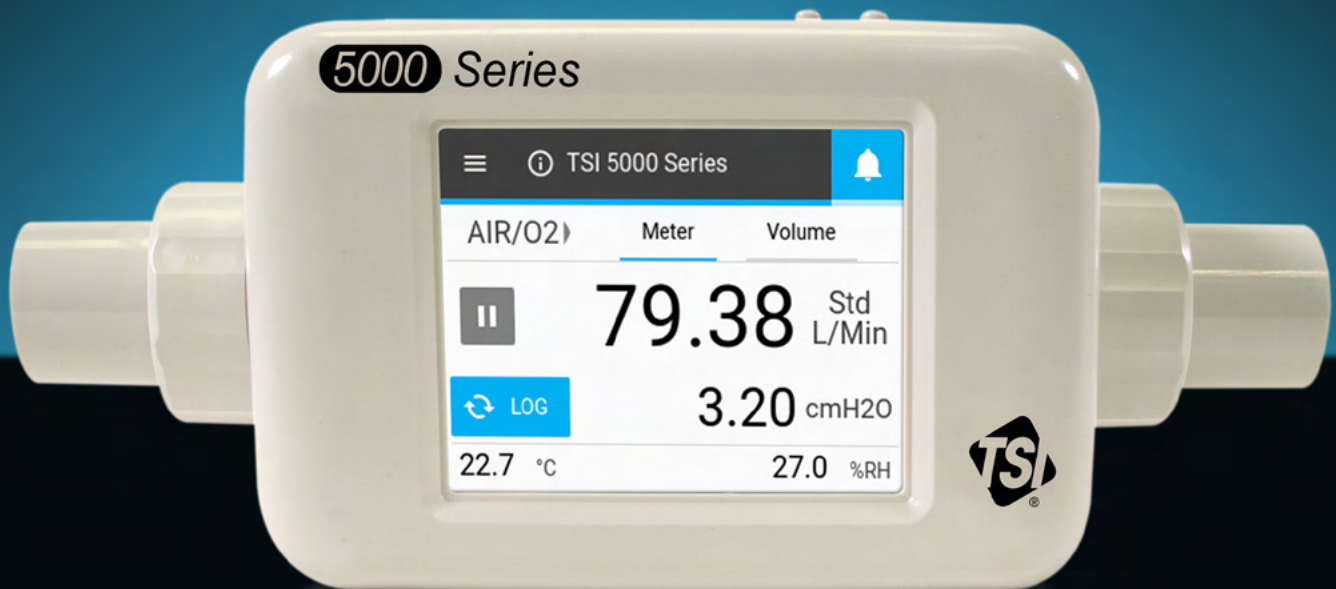 5000 Series
TSI 5000 Series
AIR/O2
Meter
Volume
79.38
Std
L/Min
LOG
3.20 cmH2O
22.7 °C
27.0 %RH
TSI
®